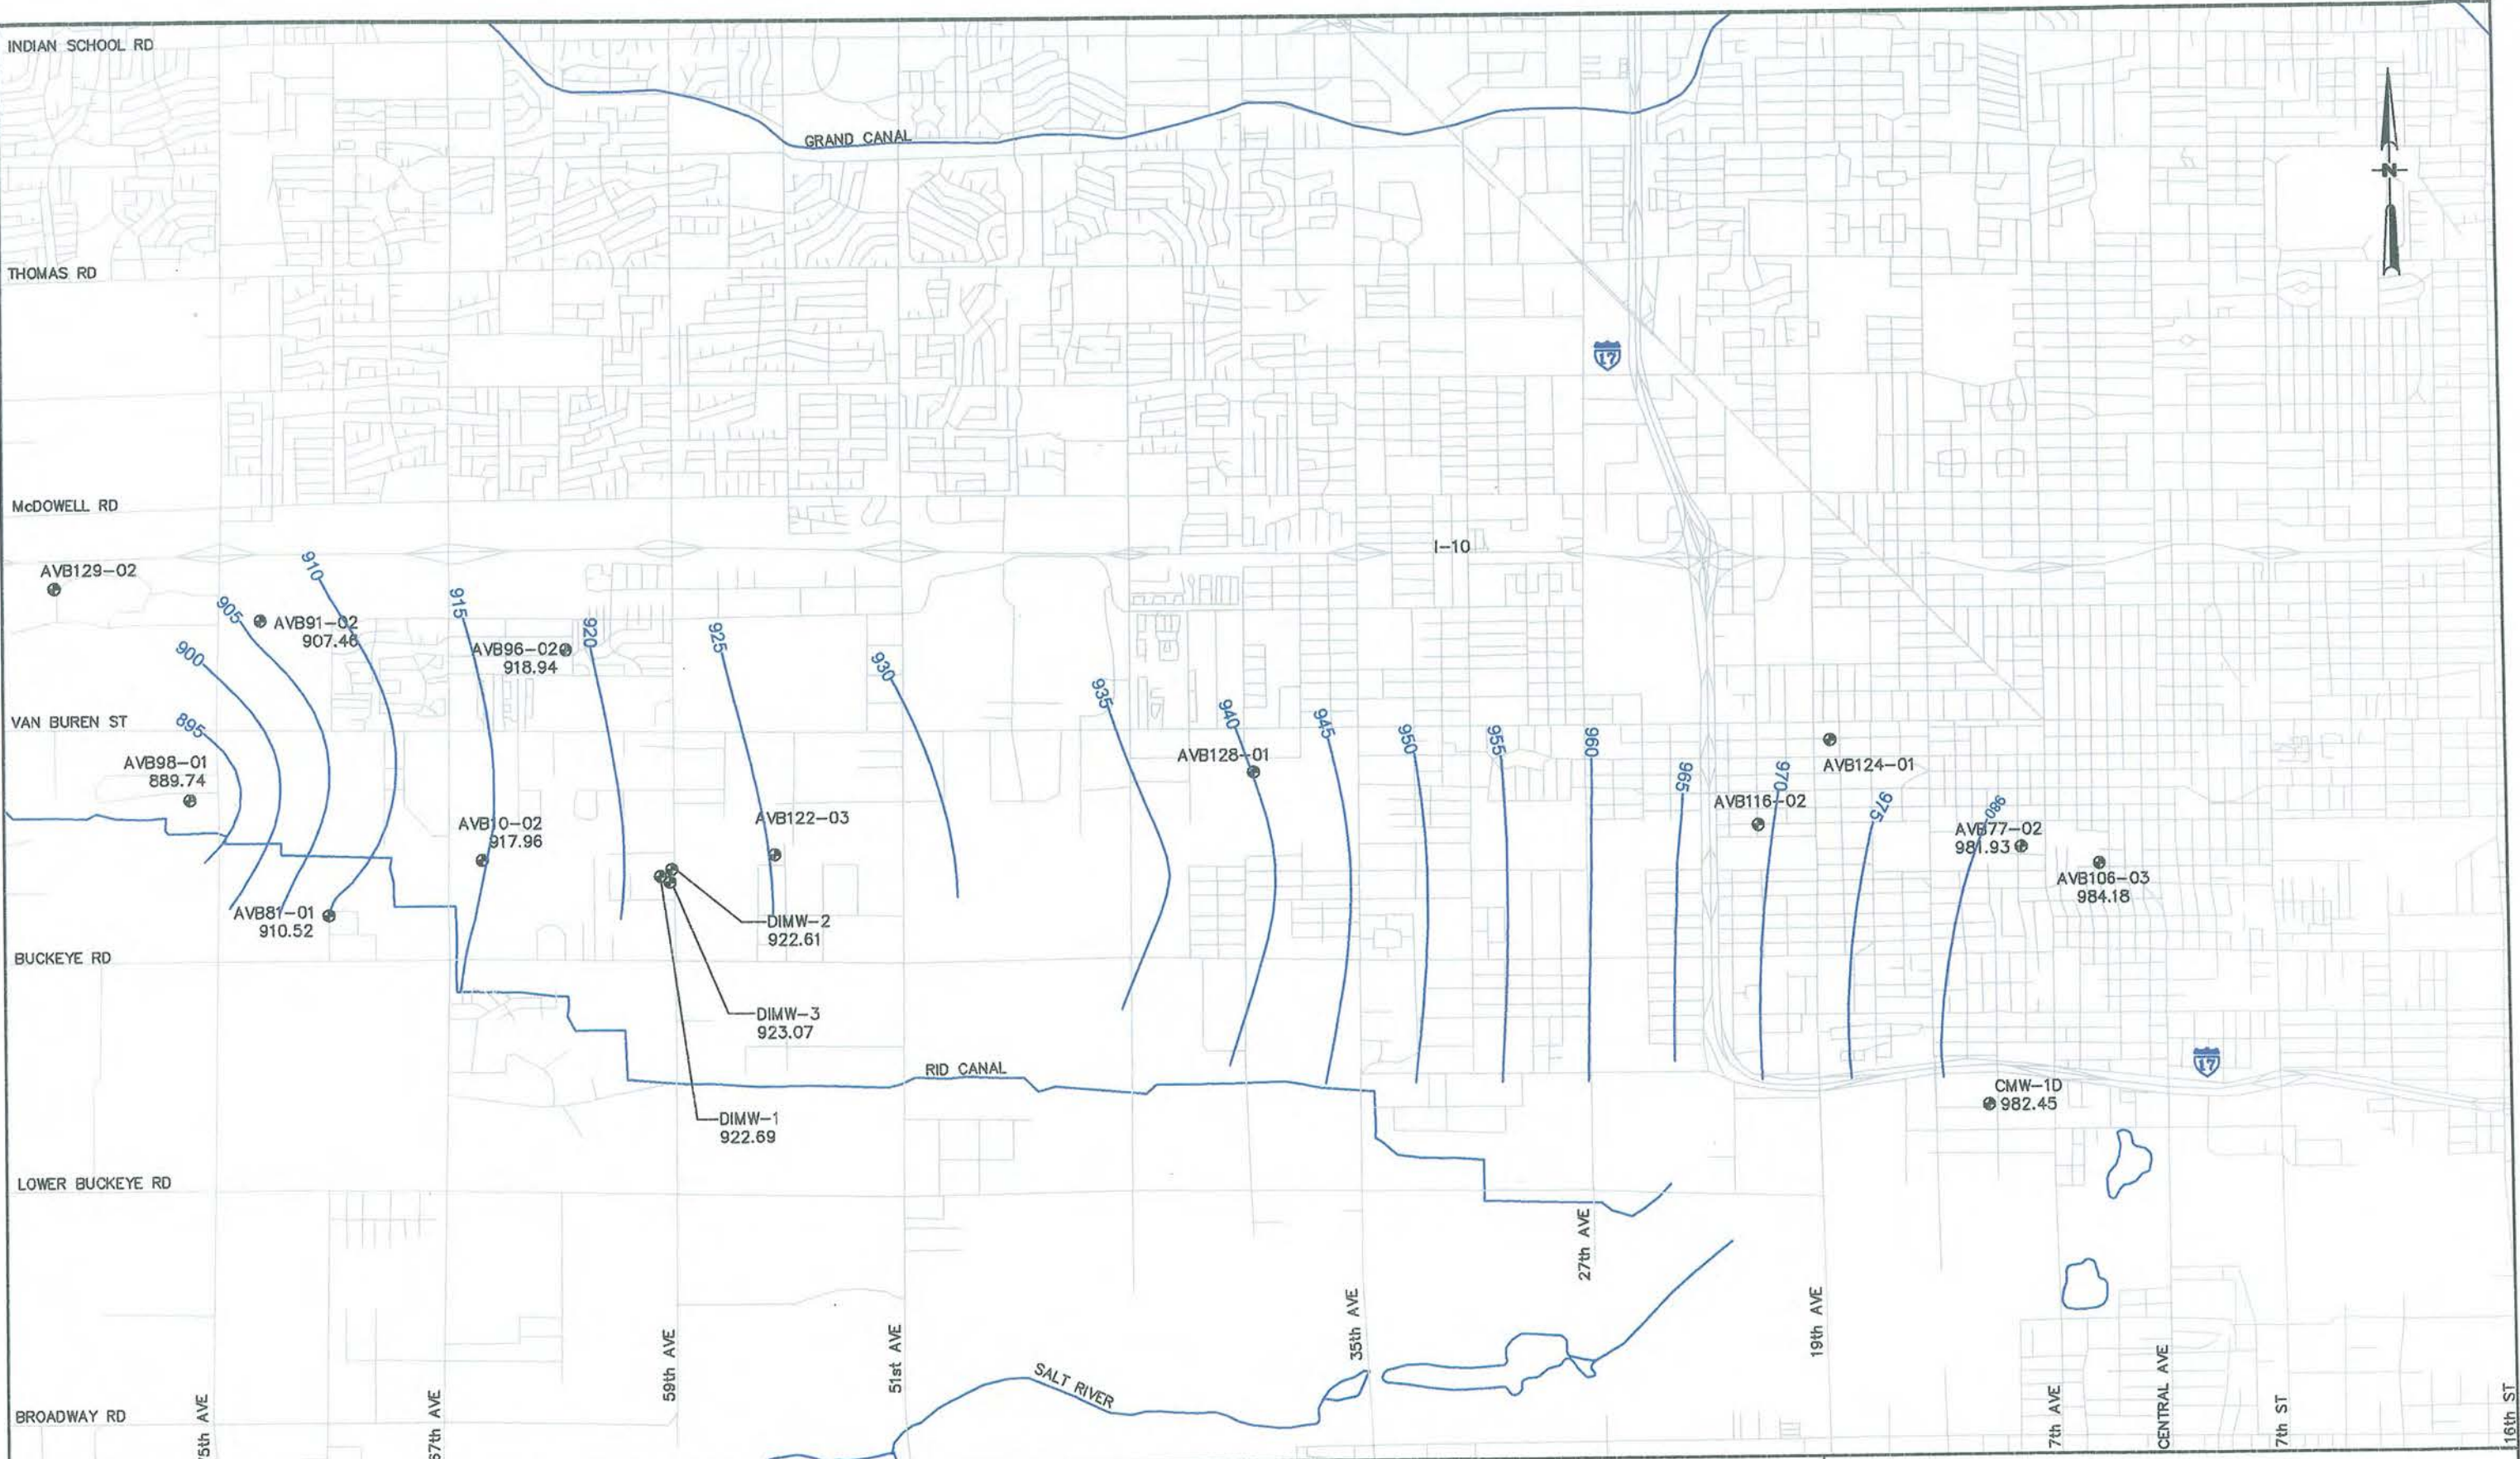 INDIAN SCHOOL RD
GRAND CANAL
N
THOMAS RD
17
McDOWELL RD
I-10
AVB129-02
910
905
AVB91-02
907.46
915
AVB96-02
918.94
920
925
900
930
935
940
945
895
VAN BUREN ST
950
955
960
965
970
975
980
AVB98-01
889.74
AVB128-01
AVB124-01
AVB116-02
AVB10-02
917.96
AVB122-03
AVB77-02
981.93
AVB106-03
984.18
AVB81-01
910.52
DIMW-2
922.61
BUCKEYE RD
DIMW-3
923.07
RID CANAL
17
CMW-1D
982.45
DIMW-1
922.69
LOWER BUCKEYE RD
27th AVE
35th AVE
19th AVE
59th AVE
51st AVE
SALT RIVER
BROADWAY RD
5th AVE
67th AVE
7th AVE
CENTRAL AVE
7th ST
16th ST